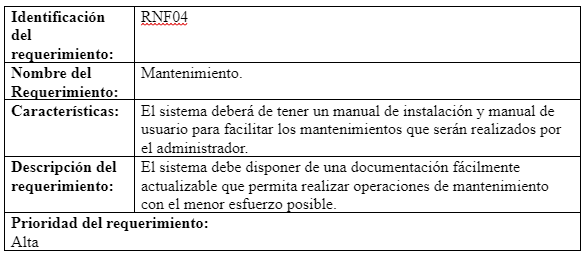 Identificación
del
requerimiento:
RNF04
Nombre del
Requerimiento:
Mantenimiento.
Características:
El sistema deberá de tener un manual de instalación y manual de
usuario para facilitar los mantenimientos que serán realizados por
el administrador.
Descripción del
requerimiento:
El sistema debe disponer de una documentación fácilmente
actualizable que permita realizar operaciones de mantenimiento
con el menor esfuerzo posible.
Prioridad del requerimiento:
Alta